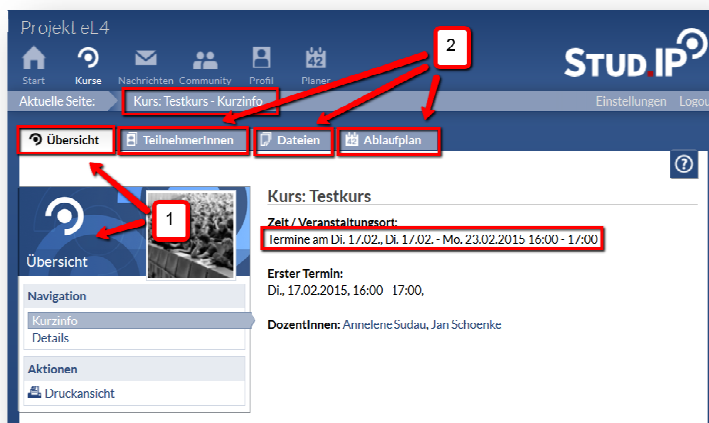 Projekt eL4
2
STUD.IP
42
Start Kurse Nachrichten Community Profil Planer
Aktuelle Seite: Kurs: Testkurs - Kurzinfo Einstellungen Logou
Übersicht TeilnehmerInnen Dateien 42 Ablaufplan
?
Kurs: Testkurs
1
Zeit / Veranstaltungsort:
Termine am Di. 17.02., Di. 17.02. - Mo. 23.02.2015 16:00 - 17:00
Übersicht
Erster Termin:
Di., 17.02.2015, 16:00 17:00,
Navigation
Kurzinfo
DozentInnen: Annelene Sudau, Jan Schoenke
Details
Aktionen
Druckansicht